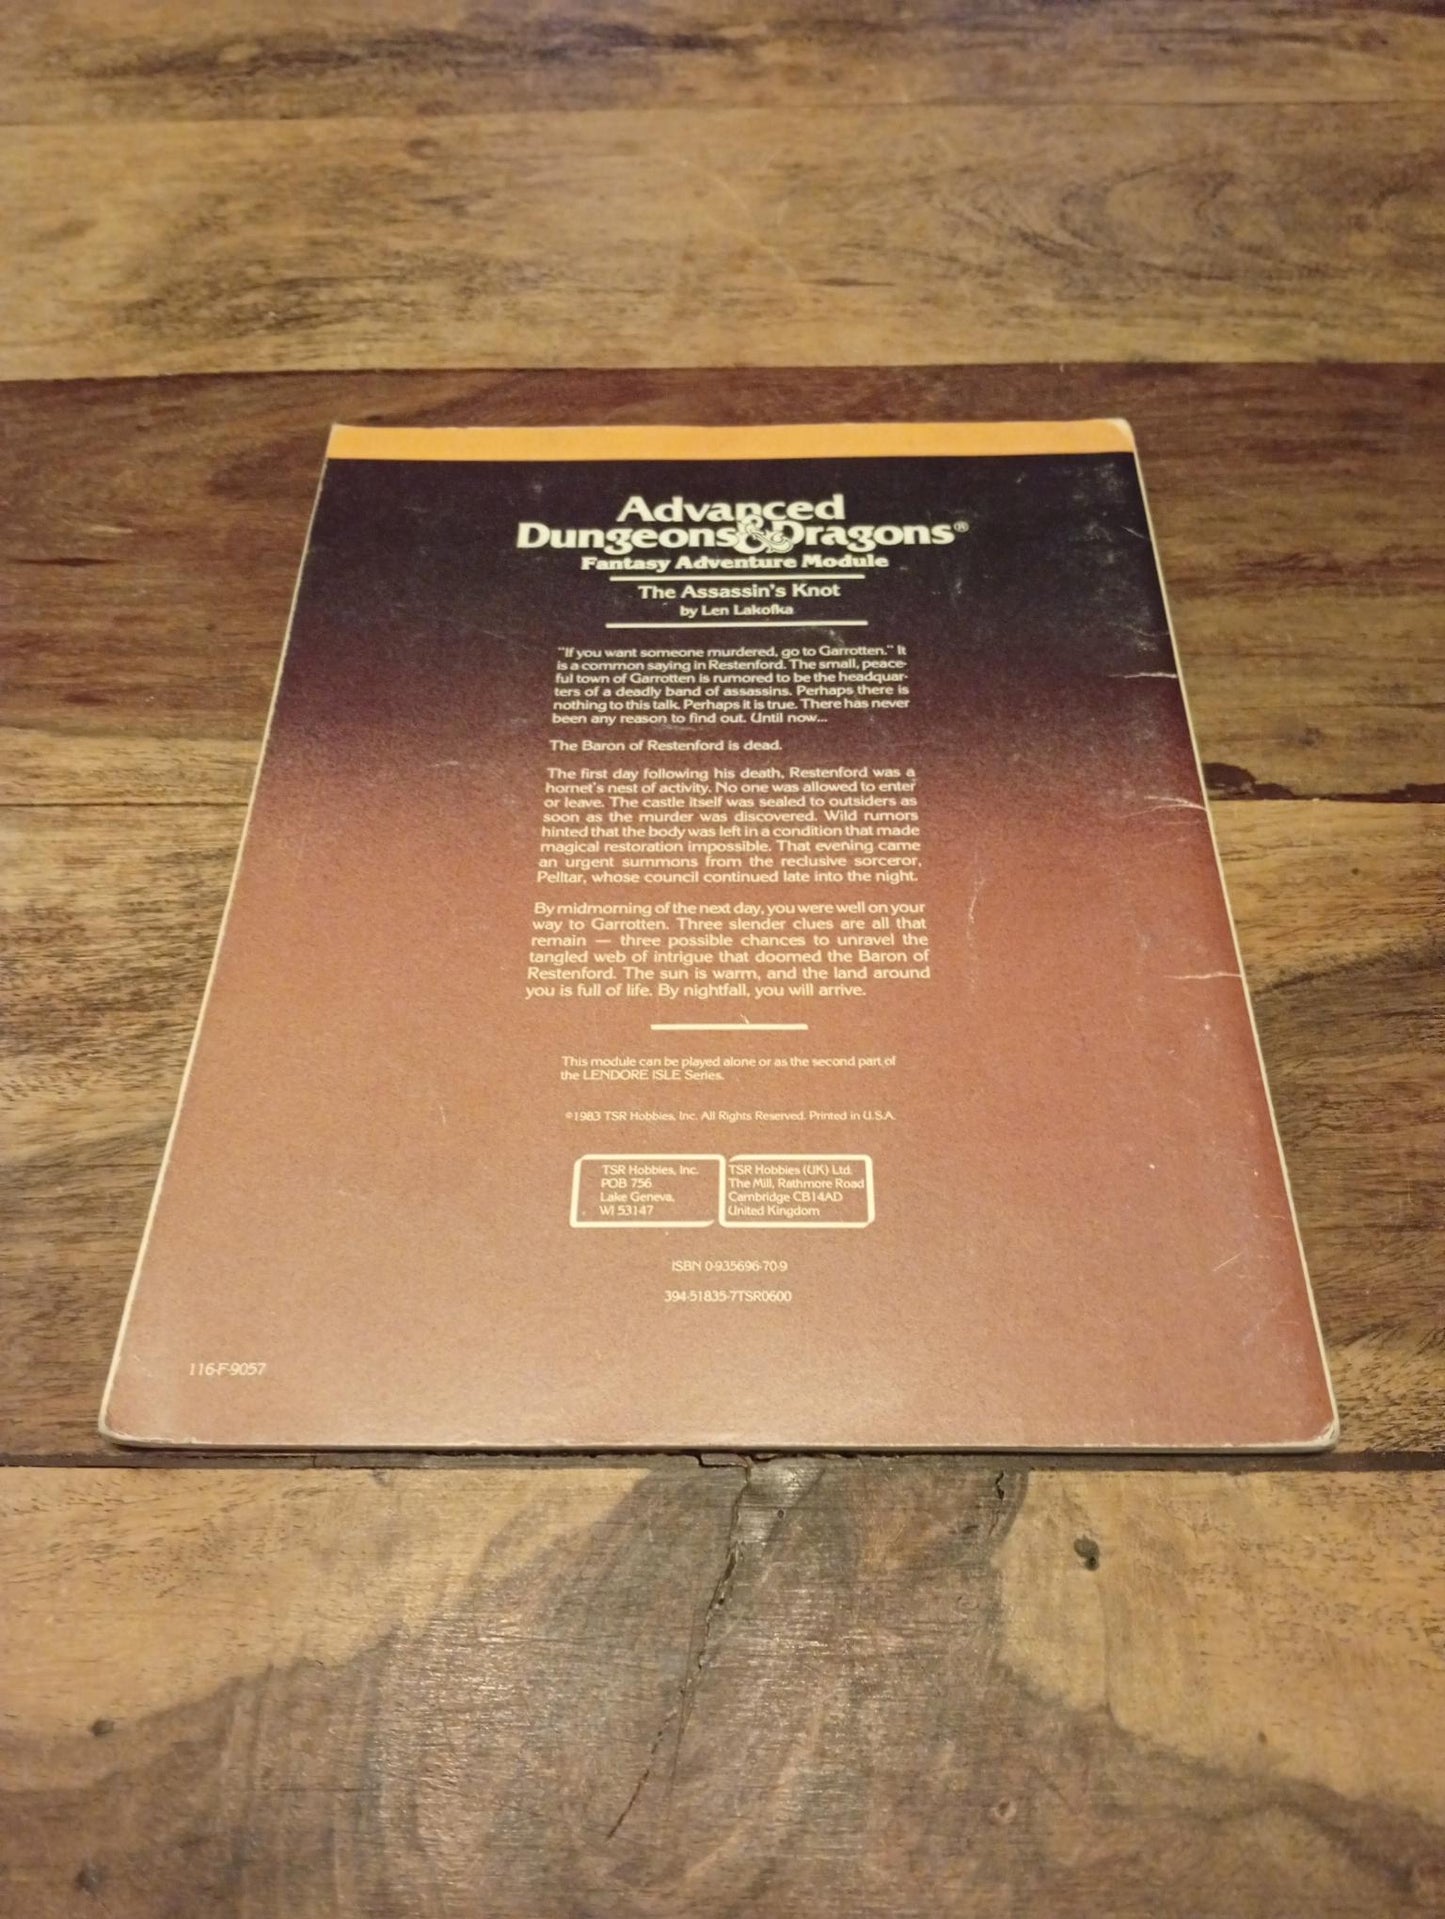 Advanced
Dungeons & Dragons®
Fantasy Adventure Module
The Assassin's Knot
by Len Lakofka
"If you want someone murdered, go to Garrotten." It
is a common saying in Restenford. The small, peace-
ful town of Garrotten is rumored to be the headquar-
ters of a deadly band of assassins. Perhaps there is
nothing to this talk. Perhaps it is true. There has never
been any reason to find out. Until now...
The Baron of Restenford is dead.
The first day following his death, Restenford was a
hornet's nest of activity. No one was allowed to enter
or leave. The castle itself was sealed to outsiders as
soon as the murder was discovered. Wild rumors
hinted that the body was left in a condition that made
magical restoration impossible. That evening came
an urgent summons from the reclusive sorceror,
Pelltar, whose council continued late into the night.
By midmorning of the next day, you were well on your
way to Garrotten. Three slender clues are all that
remain — three possible chances to unravel the
tangled web of intrigue that doomed the Baron of
Restenford. The sun is warm, and the land around
you is full of life. By nightfall, you will arrive.
This module can be played alone or as the second part of
the LENDORE ISLE Series.
©1983 TSR Hobbies, Inc. All Rights Reserved. Printed in U.S.A.
TSR Hobbies, Inc.
POB 756
Lake Geneva,
WI 53147
TSR Hobbies (UK) Ltd.
The Mill, Rathmore Road
Cambridge CB14AD
United Kingdom
ISBN 0-935696-70-9
394-51835-7TSR0600
116-F-9057